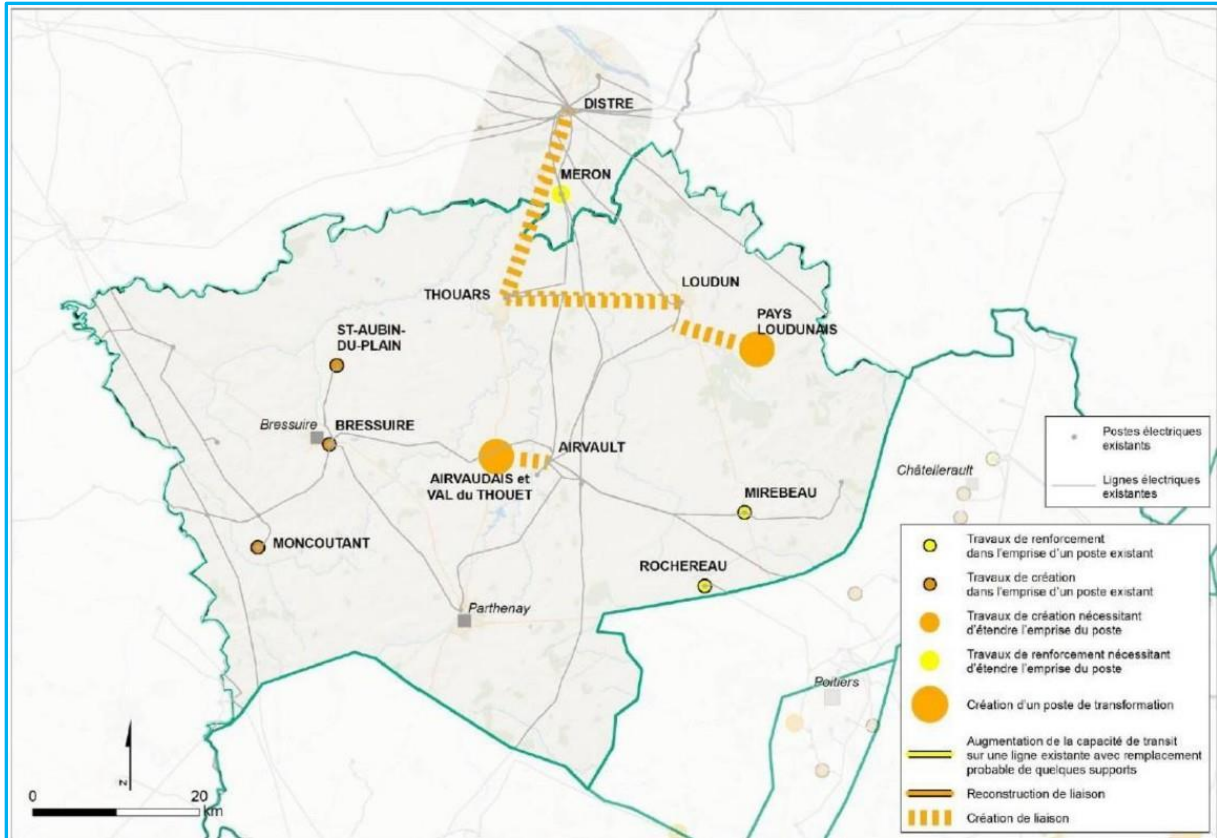 DISTRE
MERON
THOUARS
LOUDUN
PAYS
LOUDUNAIS
ST-AUBIN-
DU-PLAIN
Bressuire
BRESSUIRE
AIRVAULT
AIRVAUDAIS et
VAL du THOUET
MIREBEAU
Châtellerault
MONCOUTANT
ROCHEREAU
Parthenay
Poitiers
Postes électriques
existants
Lignes électriques
existantes
Travaux de renforcement
dans l'emprise d'un poste existant
Travaux de création
dans l'emprise d'un poste existant
Travaux de création nécessitant
d'étendre l'emprise du poste
Travaux de renforcement nécessitant
d'étendre l'emprise du poste
Création d'un poste de transformation
Augmentation de la capacité de transit
sur une ligne existante avec remplacement
probable de quelques supports
Reconstruction de liaison
Création de liaison
N
0 20
km